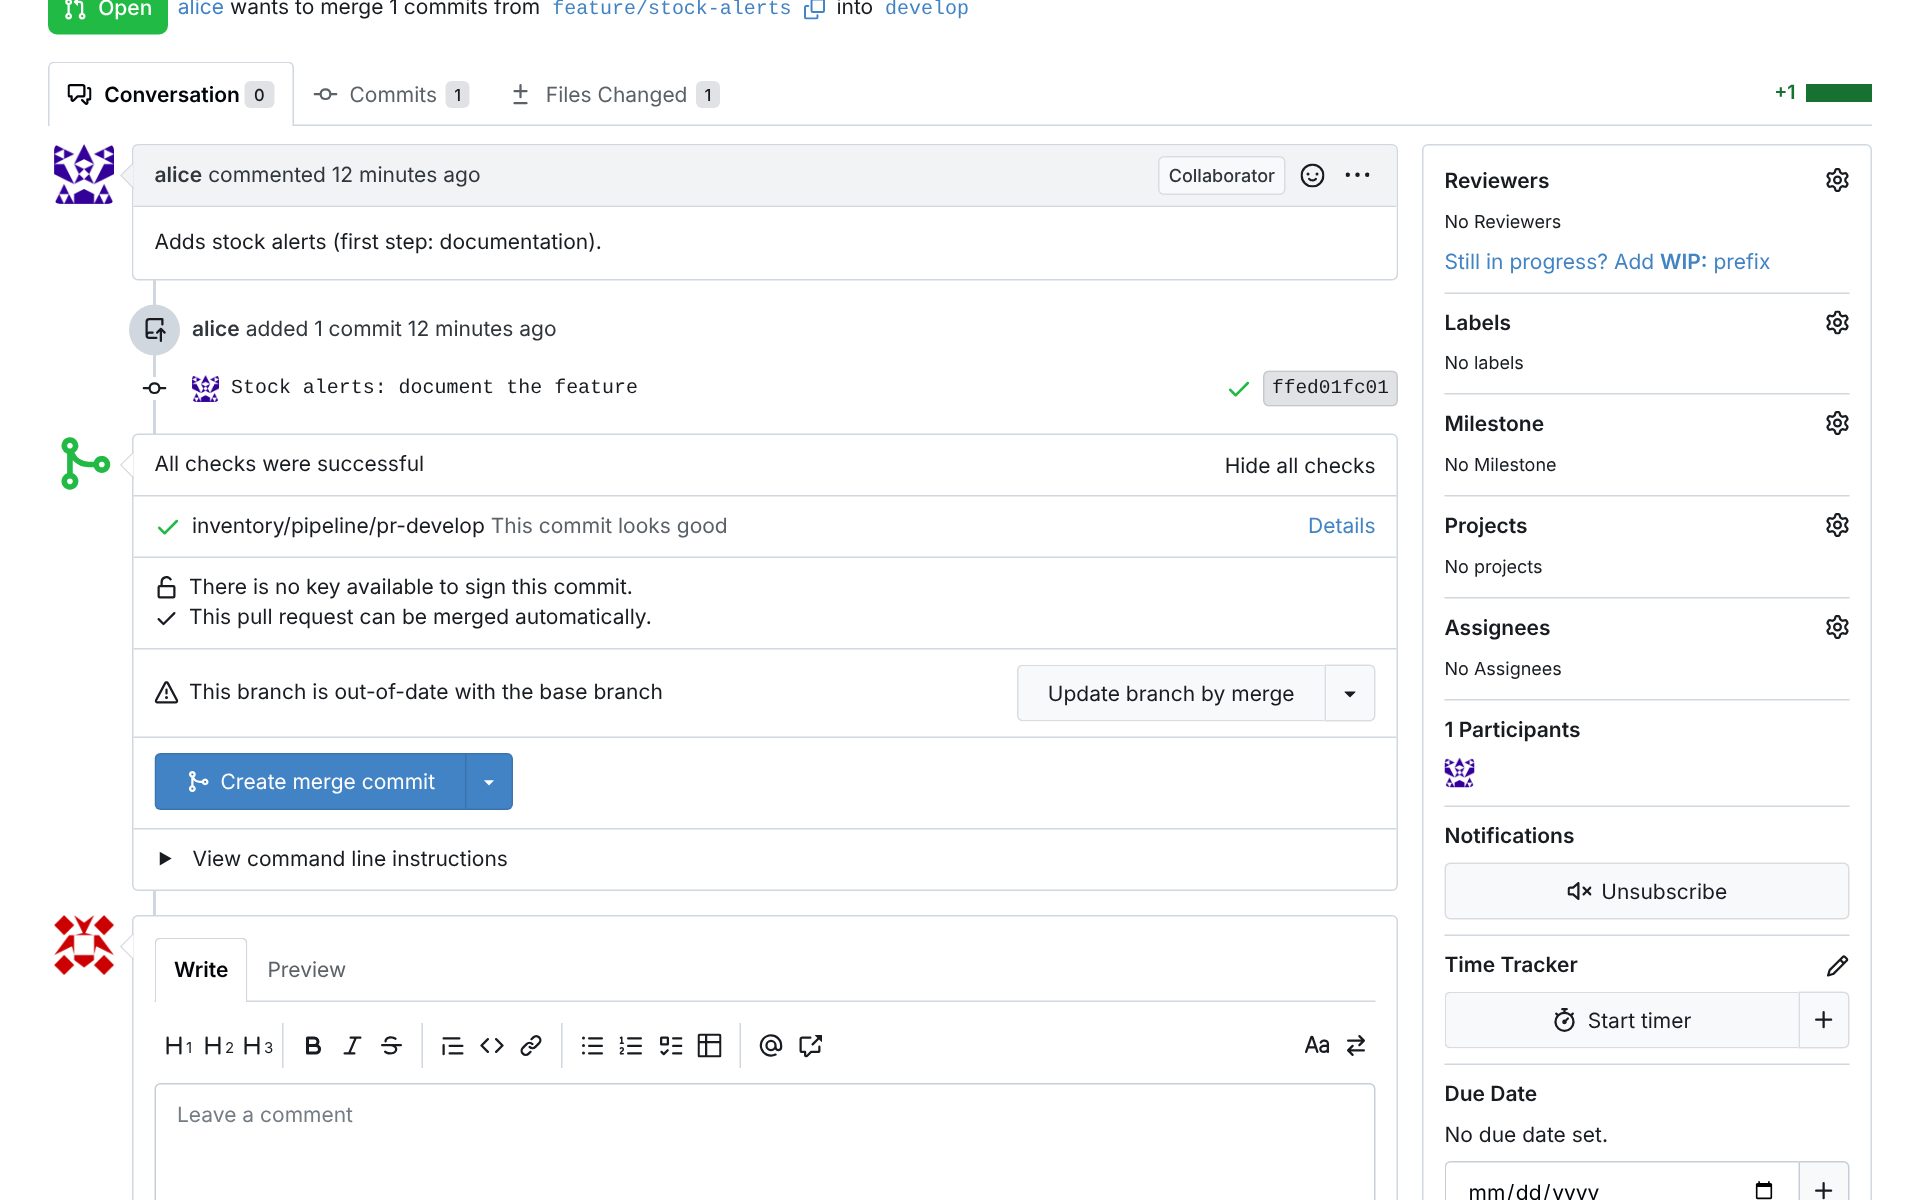 Open alice wants to merge 1 commits from feature/stock-alerts into develop
Conversation 0 Commits 1 Files Changed 1 +1
alice commented 12 minutes ago Collaborator
Adds stock alerts (first step: documentation).
alice added 1 commit 12 minutes ago
Stock alerts: document the feature ffed01fc01
All checks were successful Hide all checks
inventory/pipeline/pr-develop This commit looks good Details
There is no key available to sign this commit.
This pull request can be merged automatically.
This branch is out-of-date with the base branch Update branch by merge
Create merge commit
View command line instructions
Write Preview
H1 H2 H3 B I S Aa
Leave a comment
Reviewers
No Reviewers
Still in progress? Add WIP: prefix
Labels
No labels
Milestone
No Milestone
Projects
No projects
Assignees
No Assignees
1 Participants
Notifications
Unsubscribe
Time Tracker
Start timer
Due Date
No due date set.
mm/dd/yyyy